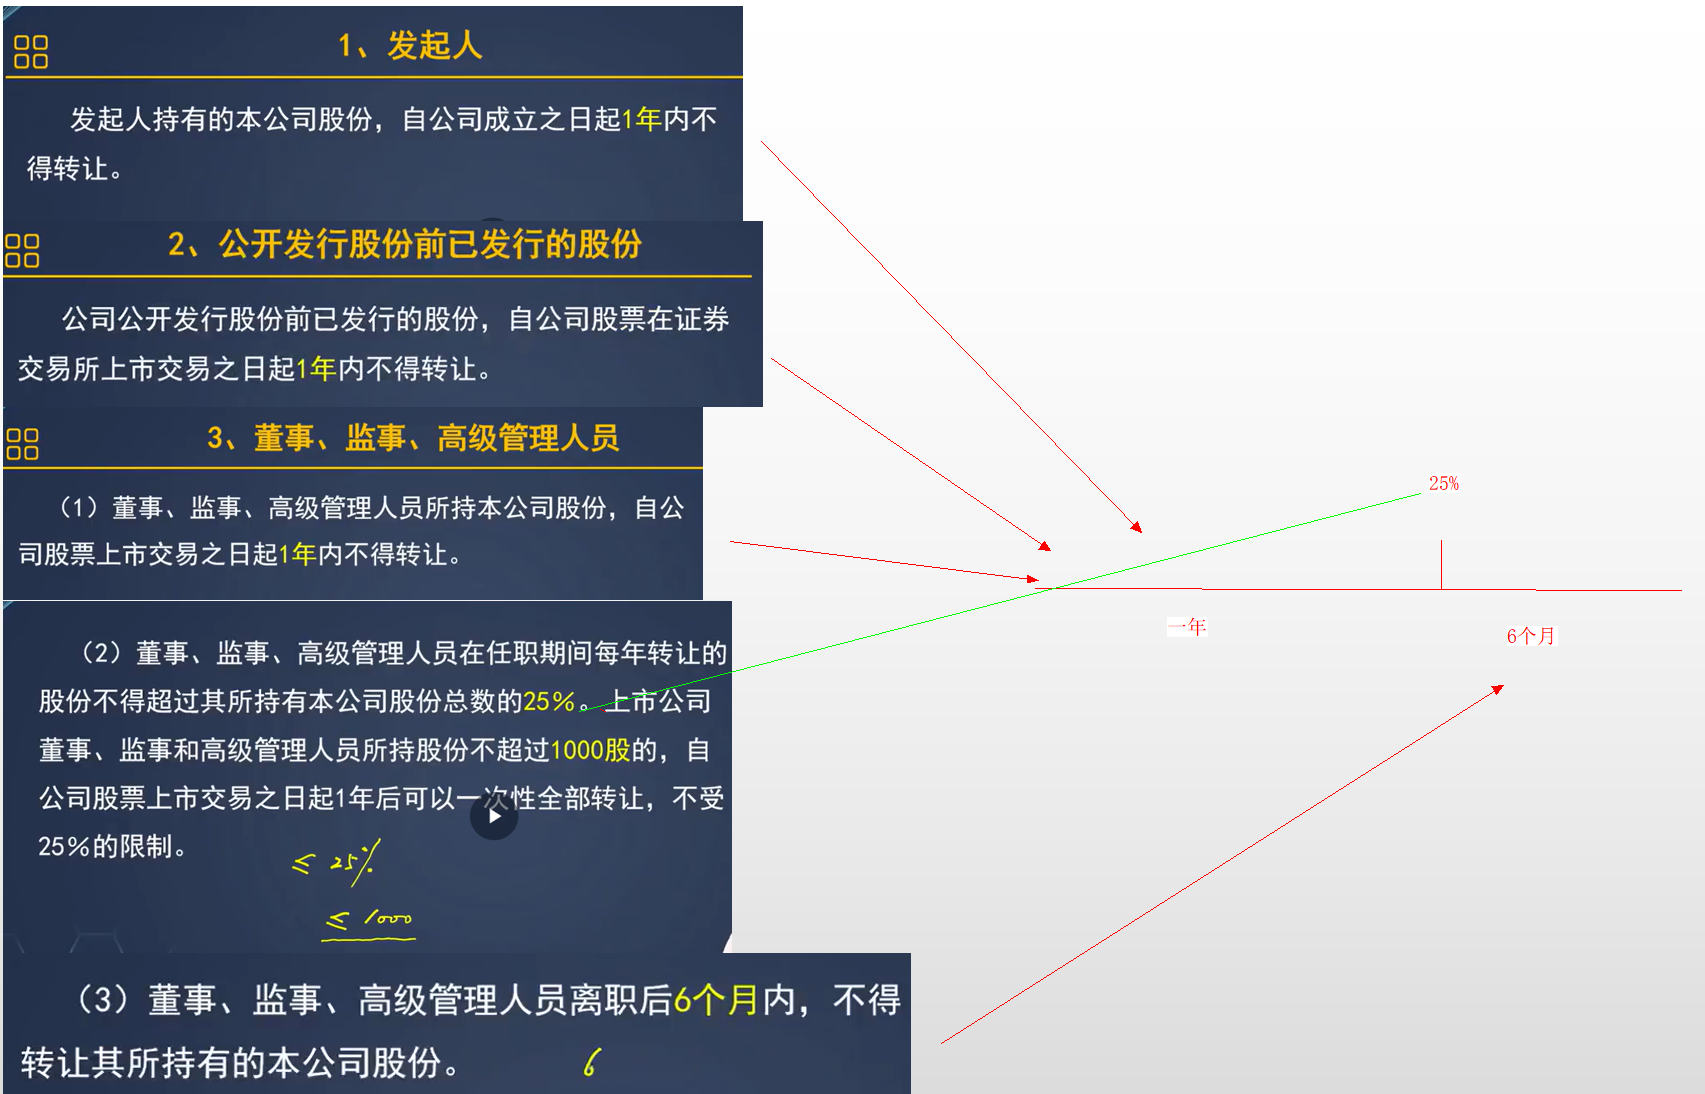 1、发起人
发起人持有的本公司股份，自公司成立之日起1年内不
得转让。
2、公开发行股份前已发行的股份
公司公开发行股份前已发行的股份，自公司股票在证券
交易所上市交易之日起1年内不得转让。
3、董事、监事、高级管理人员
（1）董事、监事、高级管理人员所持本公司股份，自公
司股票上市交易之日起1年内不得转让。
（2）董事、监事、高级管理人员在任职期间每年转让的
股份不得超过其所持有本公司股份总数的25％。上市公司
董事、监事和高级管理人员所持股份不超过1000股的，自
公司股票上市交易之日起1年后可以一次性全部转让，不受
25％的限制。
≤ 25%
≤ 1000
（3）董事、监事、高级管理人员离职后6个月内，不得
转让其所持有的本公司股份。
6
25%
一年
6个月